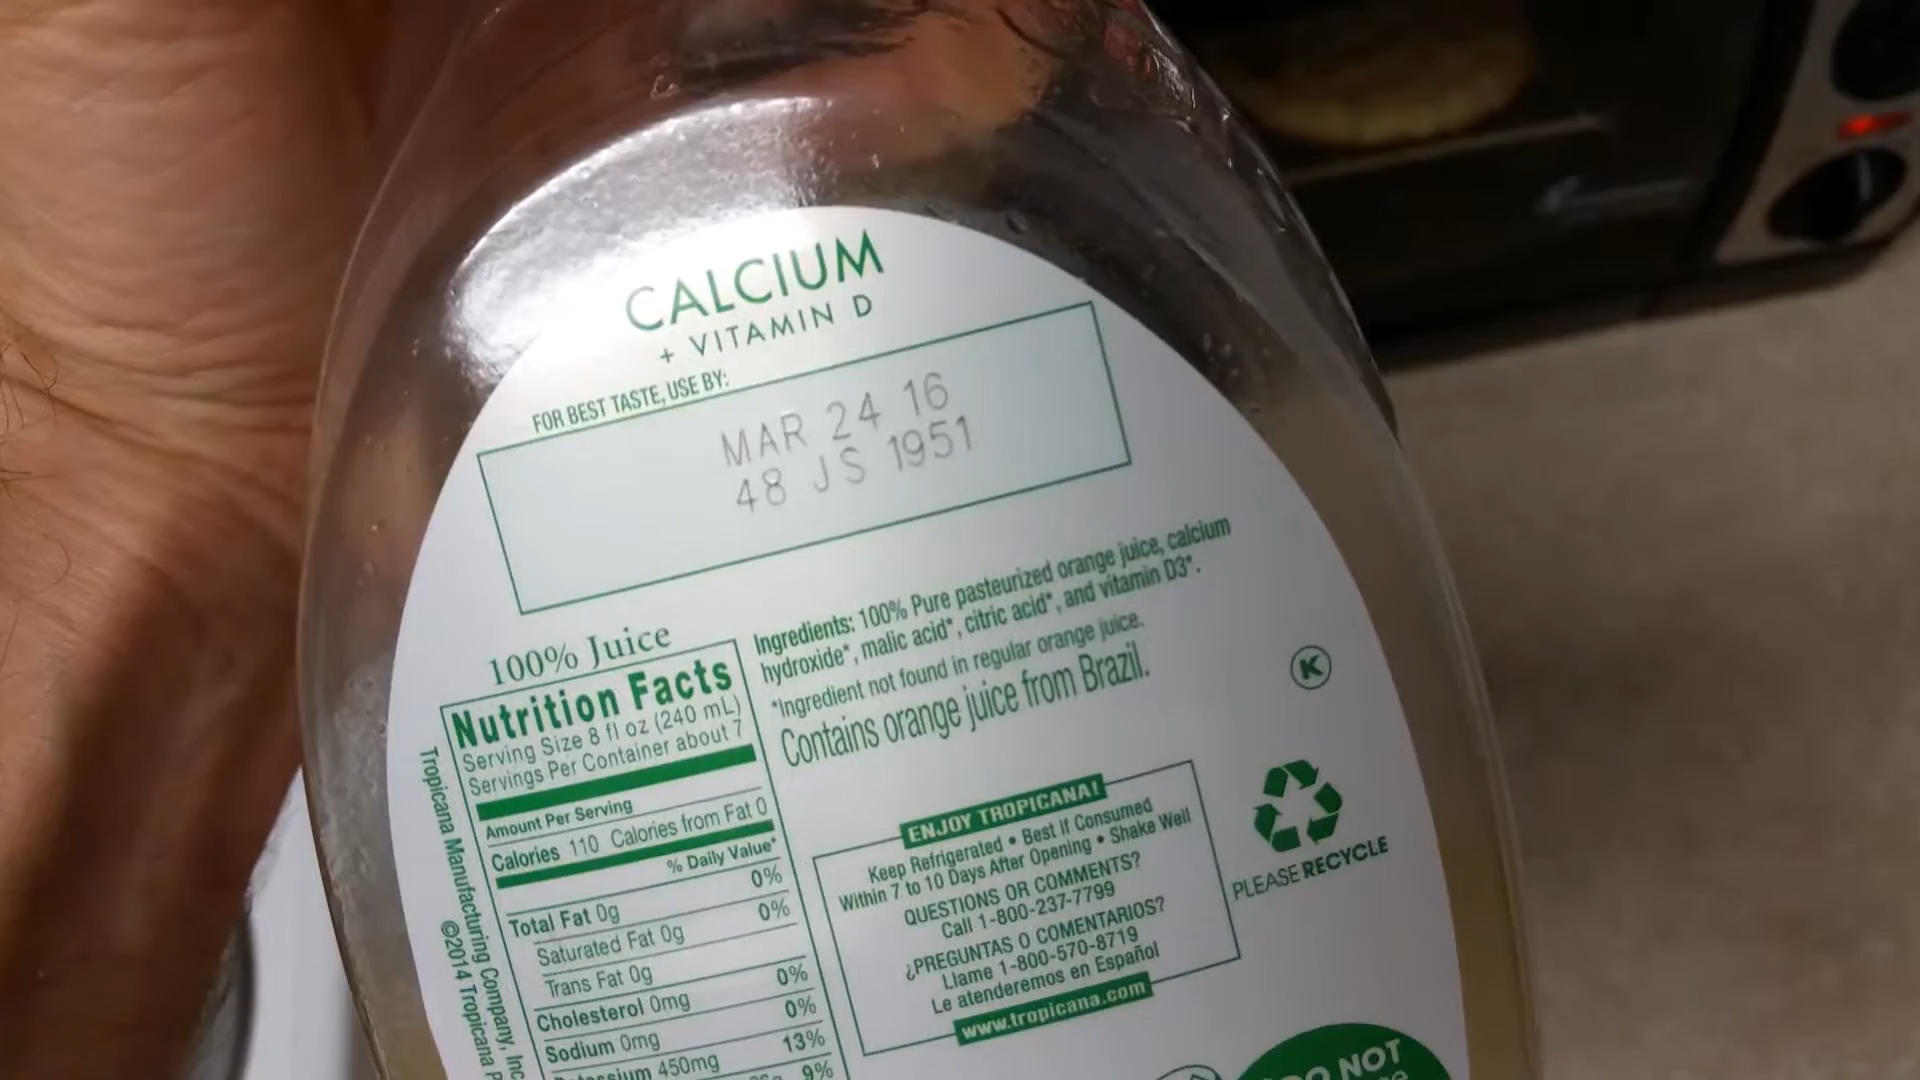 CALCIUM
+ VITAMIN D
FOR BEST TASTE, USE BY:
MAR 24 16
48 JS 1951
100% Juice
Nutrition Facts
Serving Size 8 fl oz (240 mL)
Servings Per Container about 7
Amount Per Serving
Calories 110 Calories from Fat 0
% Daily Value*
Total Fat 0g 0%
Saturated Fat 0g 0%
Trans Fat 0g
Cholesterol 0mg 0%
Sodium 0mg 0%
450mg 13%
9%
Tropicana Manufacturing Company, Inc
©2014 Tropicana
Ingredients: 100% Pure pasteurized orange juice, calcium
hydroxide*, malic acid*, citric acid*, and vitamin D3*.
*Ingredient not found in regular orange juice.
Contains orange juice from Brazil.
K
ENJOY TROPICANA!
Keep Refrigerated • Best If Consumed
Within 7 to 10 Days After Opening • Shake Well
QUESTIONS OR COMMENTS?
Call 1-800-237-7799
¿PREGUNTAS O COMENTARIOS?
Llame 1-800-570-8719
Le atenderemos en Español
www.tropicana.com
PLEASE RECYCLE
DO NOT